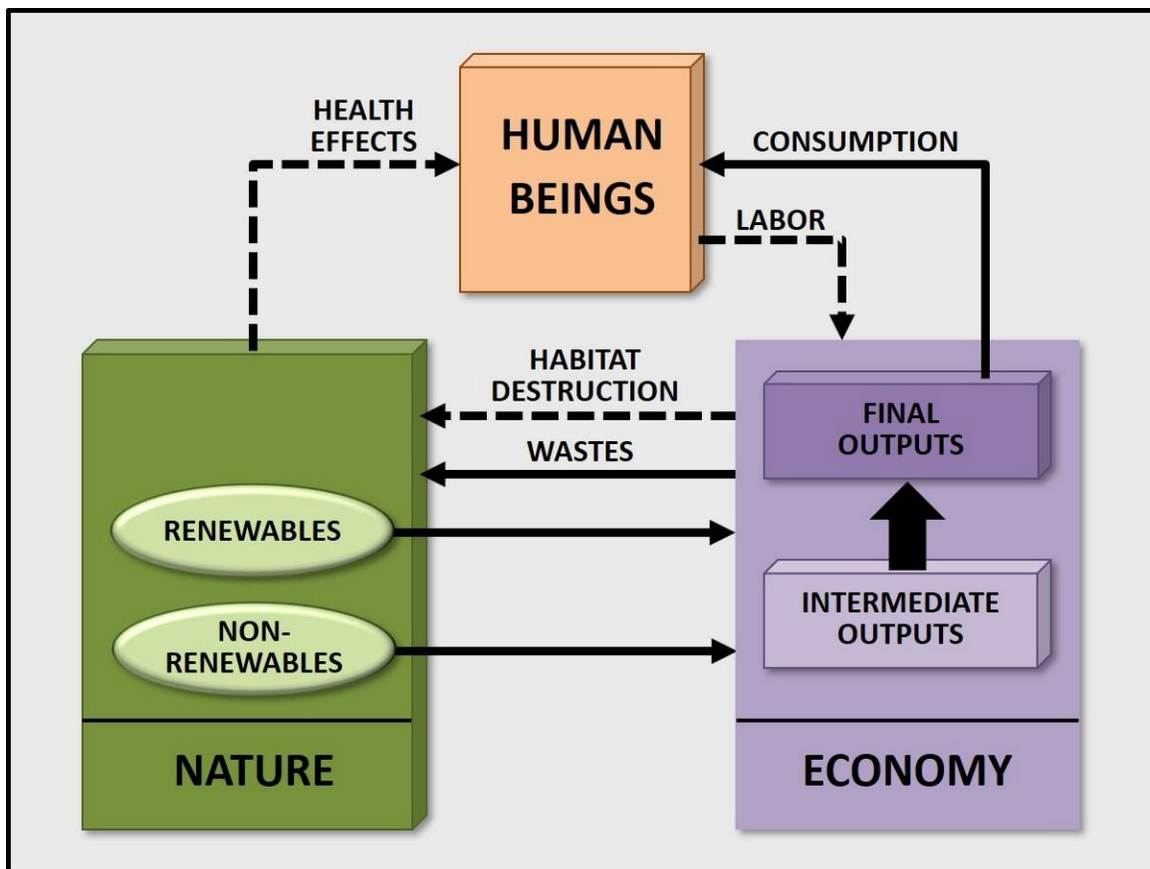 HEALTH
EFFECTS
HUMAN
BEINGS
CONSUMPTION
LABOR
HABITAT
DESTRUCTION
WASTES
RENEWABLES
NON-
RENEWABLES
NATURE
FINAL
OUTPUTS
INTERMEDIATE
OUTPUTS
ECONOMY